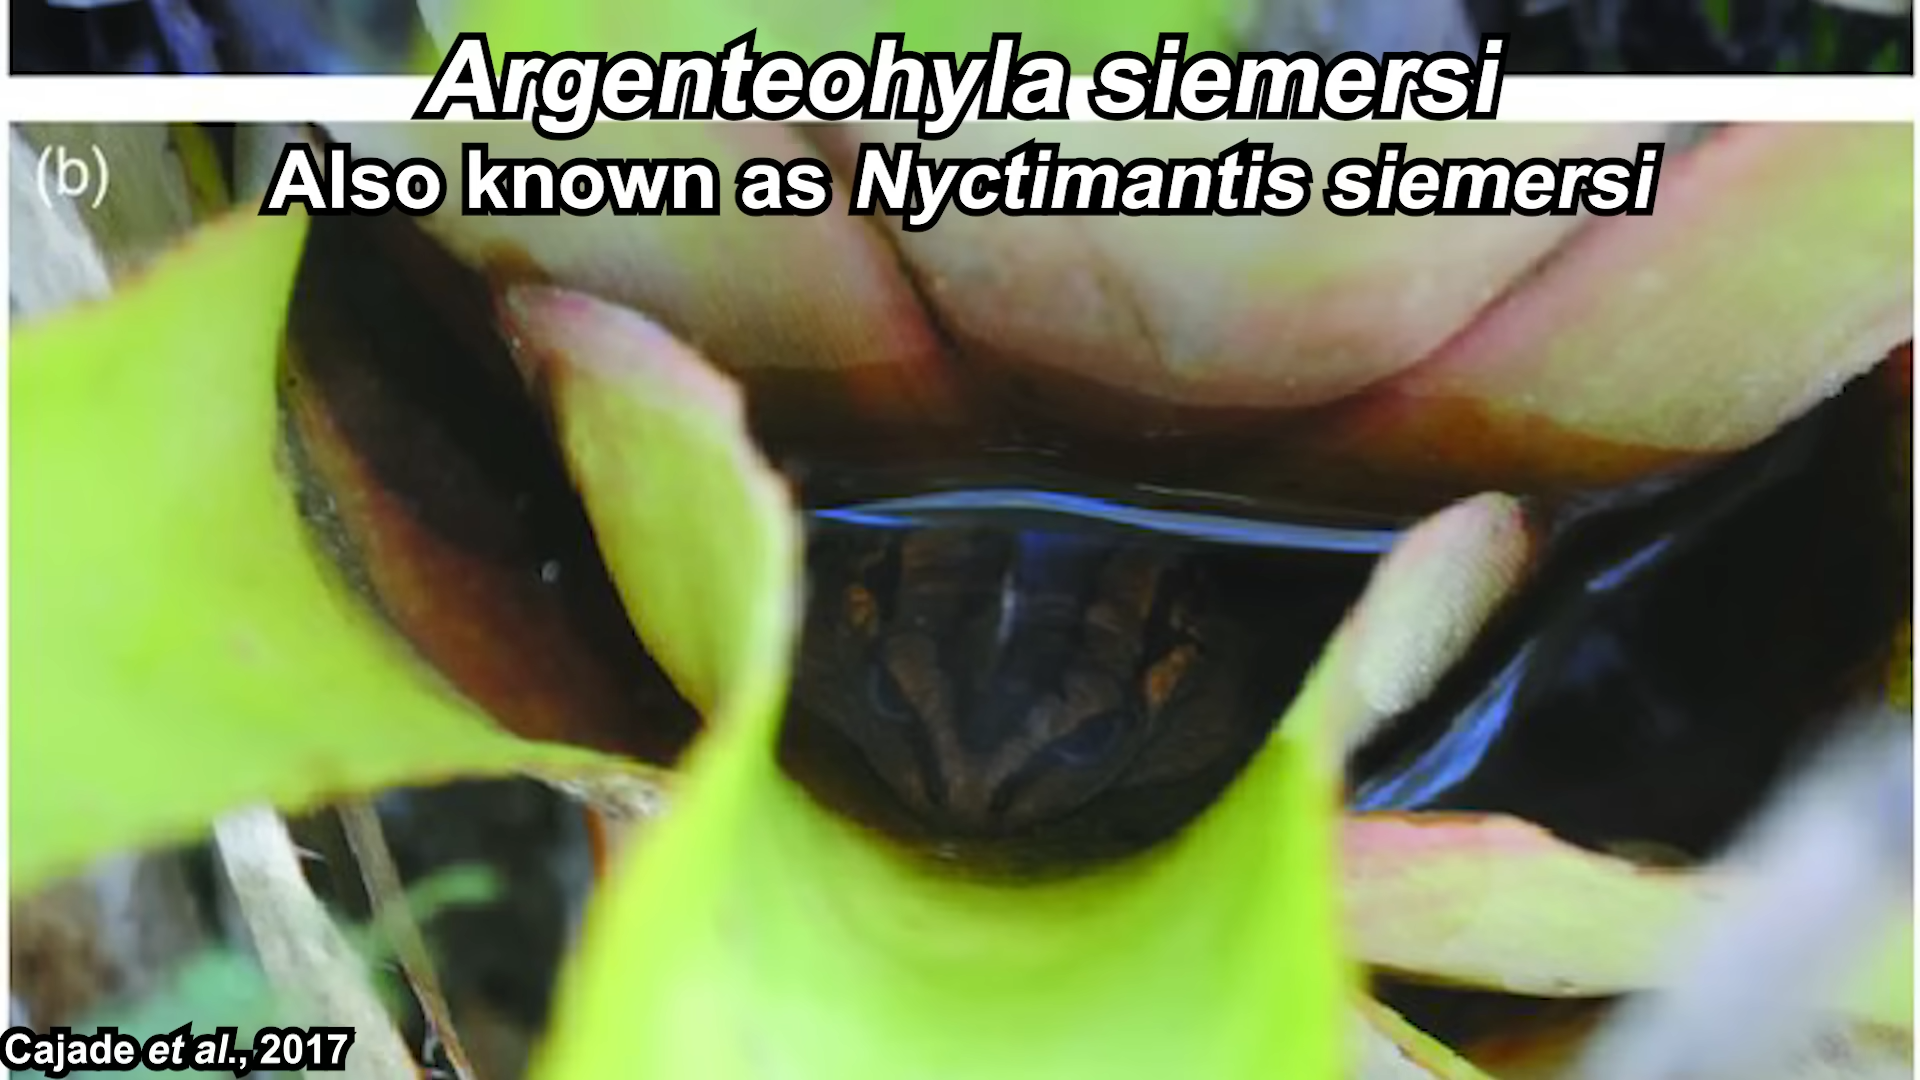 Argenteohyla siemersi
Also known as Nyctimantis siemersi
(b)
Cajade et al., 2017